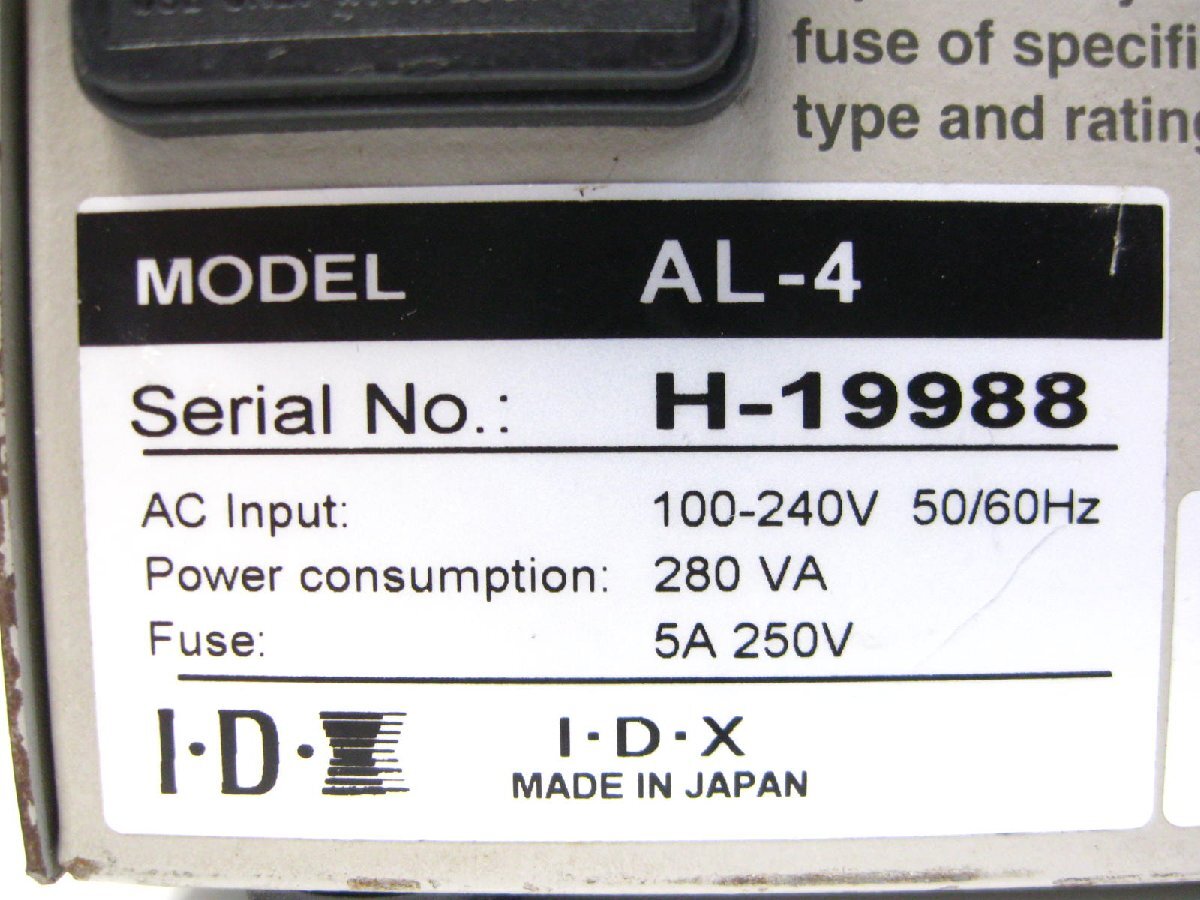 fuse of specifi
type and rating
MODEL AL-4
Serial No.: H-19988
AC Input: 100-240V 50/60Hz
Power consumption: 280 VA
Fuse: 5A 250V
I·D·X I·D·X
MADE IN JAPAN